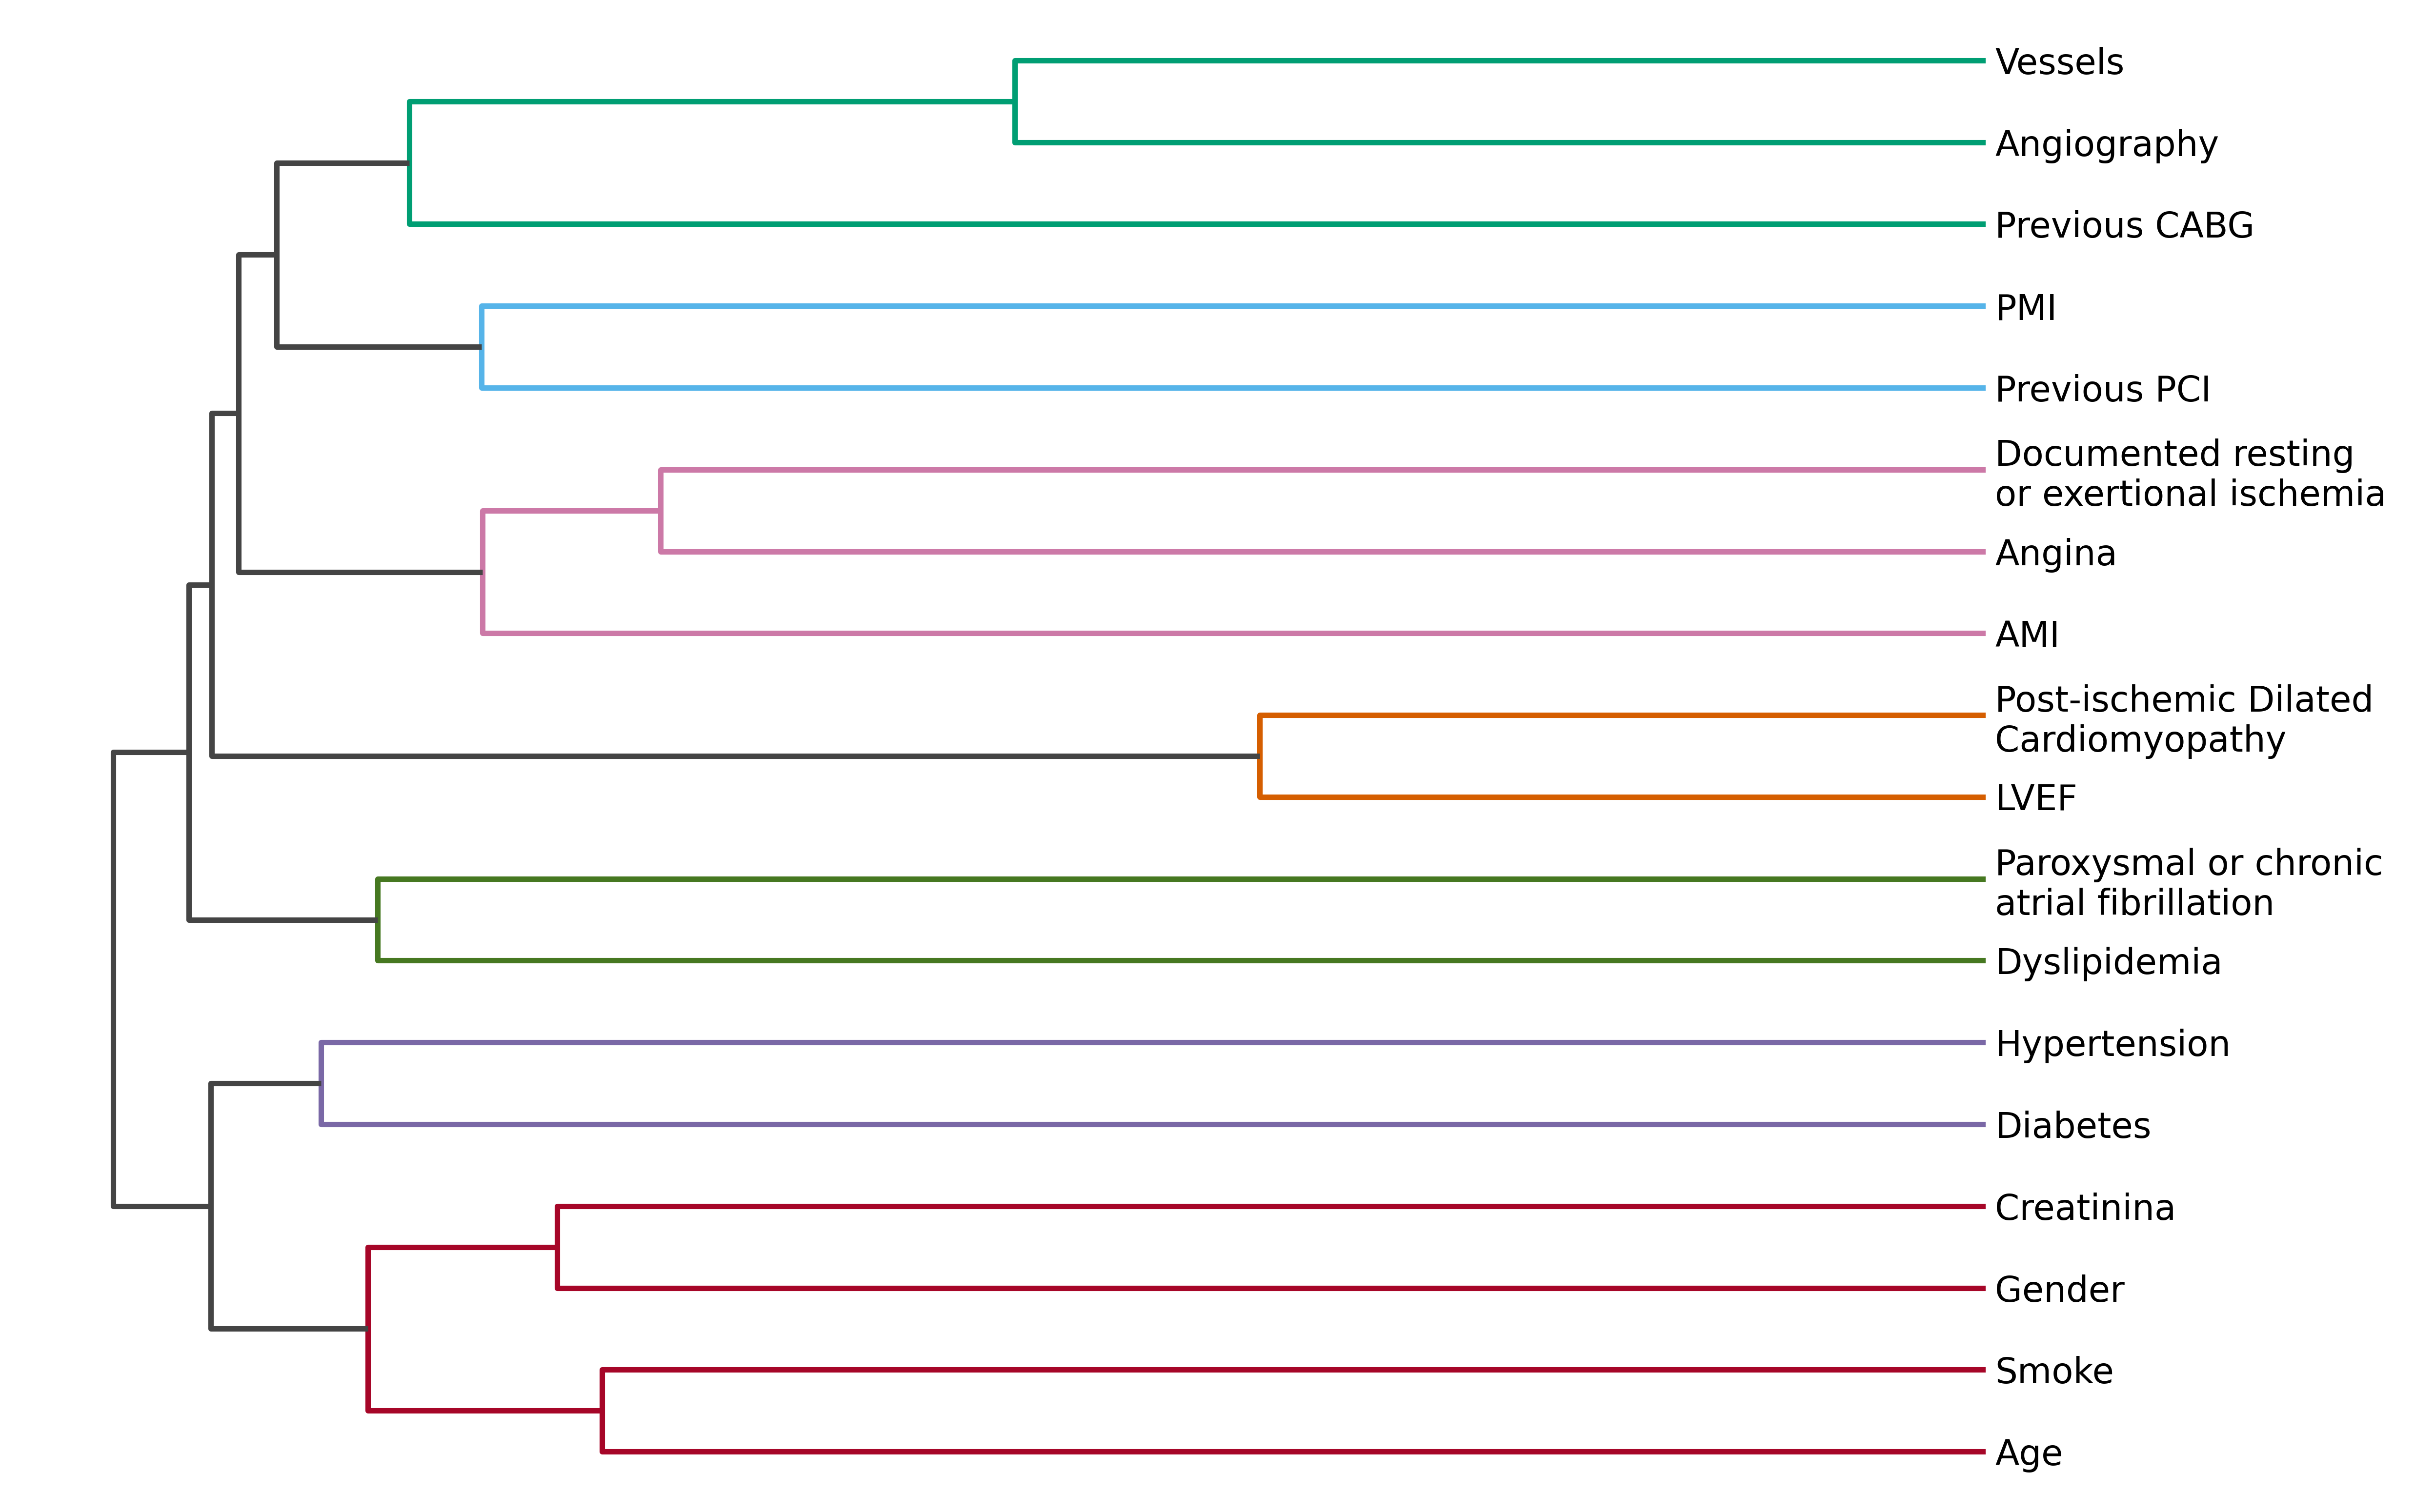 Vessels
Angiography
Previous CABG
PMI
Previous PCI
Documented resting
or exertional ischemia
Angina
AMI
Post-ischemic Dilated
Cardiomyopathy
LVEF
Paroxysmal or chronic
atrial fibrillation
Dyslipidemia
Hypertension
Diabetes
Creatinina
Gender
Smoke
Age